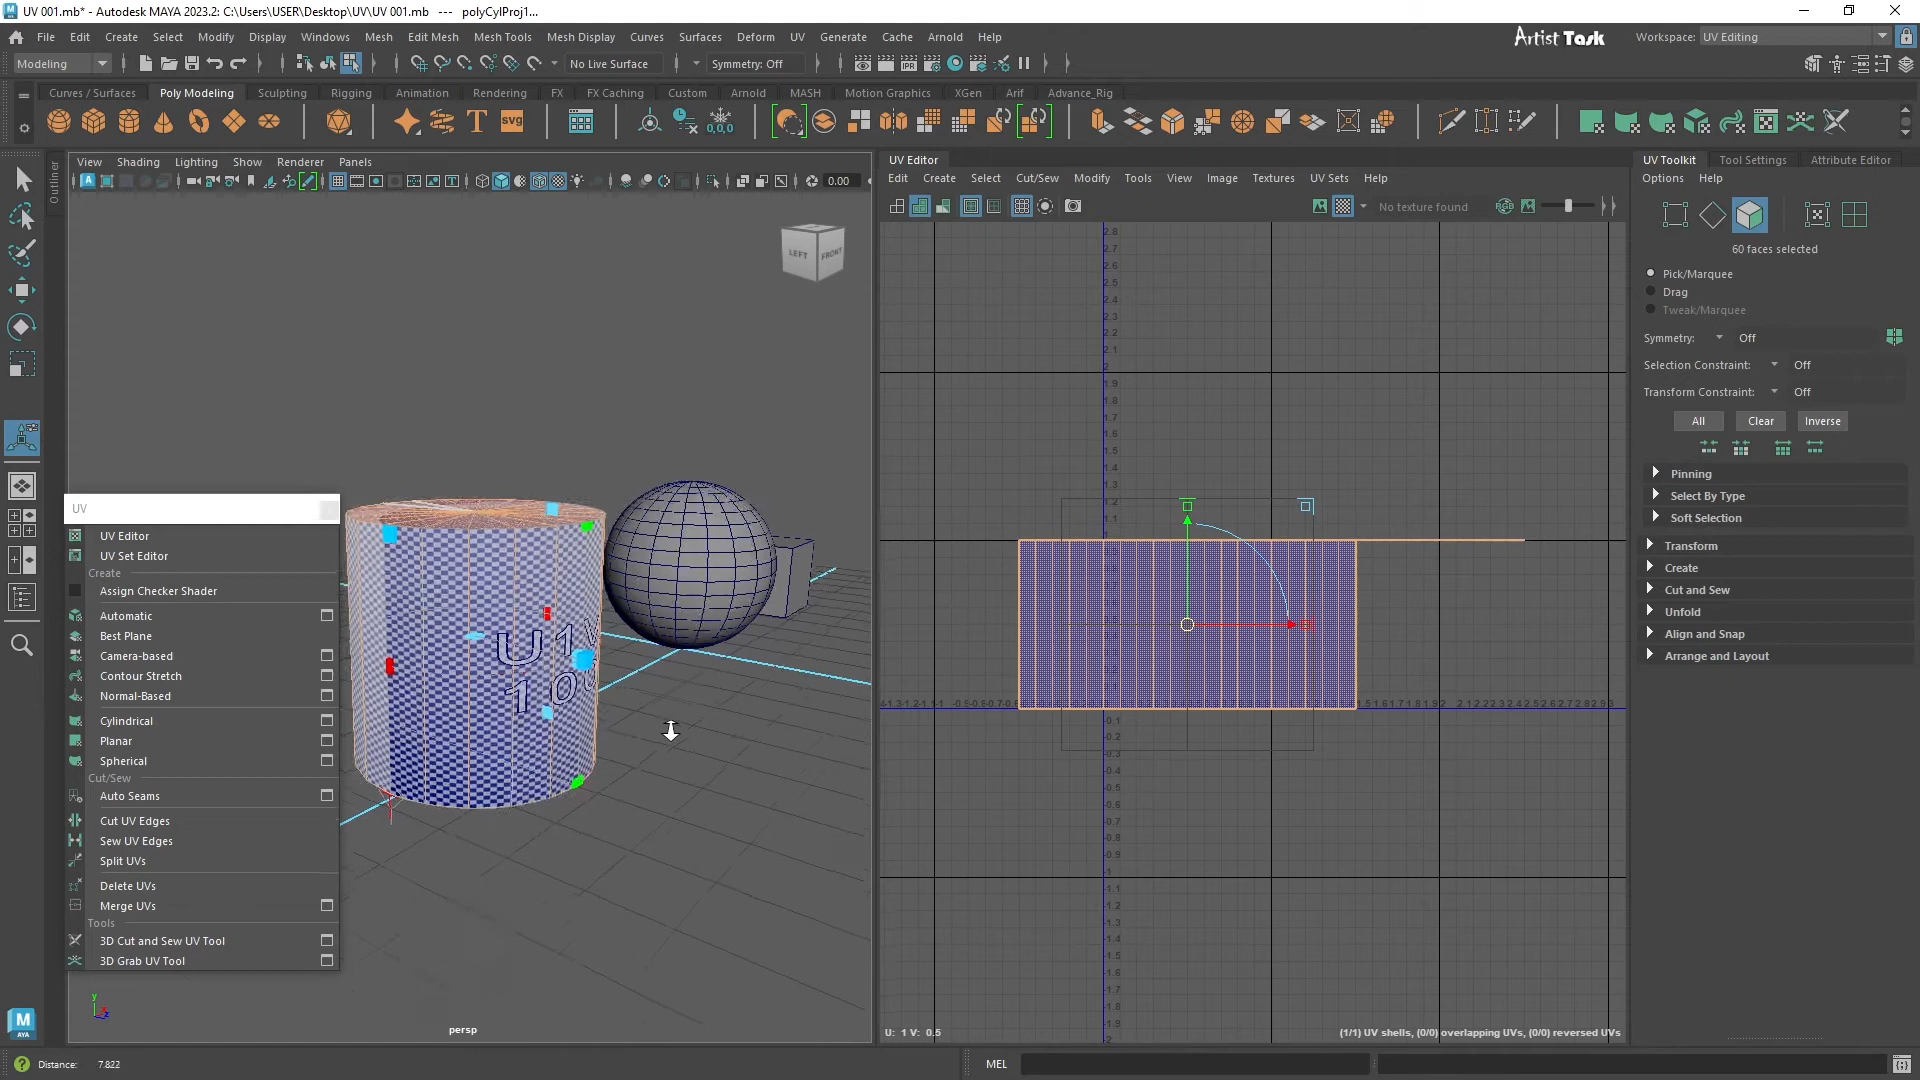 UV 001.mb* - Autodesk MAYA 2023.2: C:\Users\USER\Desktop\UV\UV 001.mb   ---   polyCylProj1...
File Edit Create Select Modify Display Windows Mesh Edit Mesh Mesh Tools Mesh Display Curves Surfaces Deform UV Generate Cache Arnold Help
Artist Task
Workspace: UV Editing
Modeling
No Live Surface
Symmetry: Off
Curves / Surfaces Poly Modeling Sculpting Rigging Animation Rendering FX FX Caching Custom Arnold MASH Motion Graphics XGen Arif Advance_Rig
Outliner
View Shading Lighting Show Renderer Panels
0.00
LEFT FRONT
UV
UV Editor
UV Set Editor
Create
Assign Checker Shader
Automatic
Best Plane
Camera-based
Contour Stretch
Normal-Based
Cylindrical
Planar
Spherical
Cut/Sew
Auto Seams
Cut UV Edges
Sew UV Edges
Split UVs
Delete UVs
Merge UVs
Tools
3D Cut and Sew UV Tool
3D Grab UV Tool
persp
UV Editor
Edit Create Select Cut/Sew Modify Tools View Image Textures UV Sets Help
No texture found
U: 1 V: 0.5
(1/1) UV shells, (0/0) overlapping UVs, (0/0) reversed UVs
UV Toolkit Tool Settings Attribute Editor
Options Help
60 faces selected
Pick/Marquee
Drag
Tweak/Marquee
Symmetry: Off
Selection Constraint: Off
Transform Constraint: Off
All Clear Inverse
Pinning
Select By Type
Soft Selection
Transform
Create
Cut and Sew
Unfold
Align and Snap
Arrange and Layout
Distance: 7.822
MEL